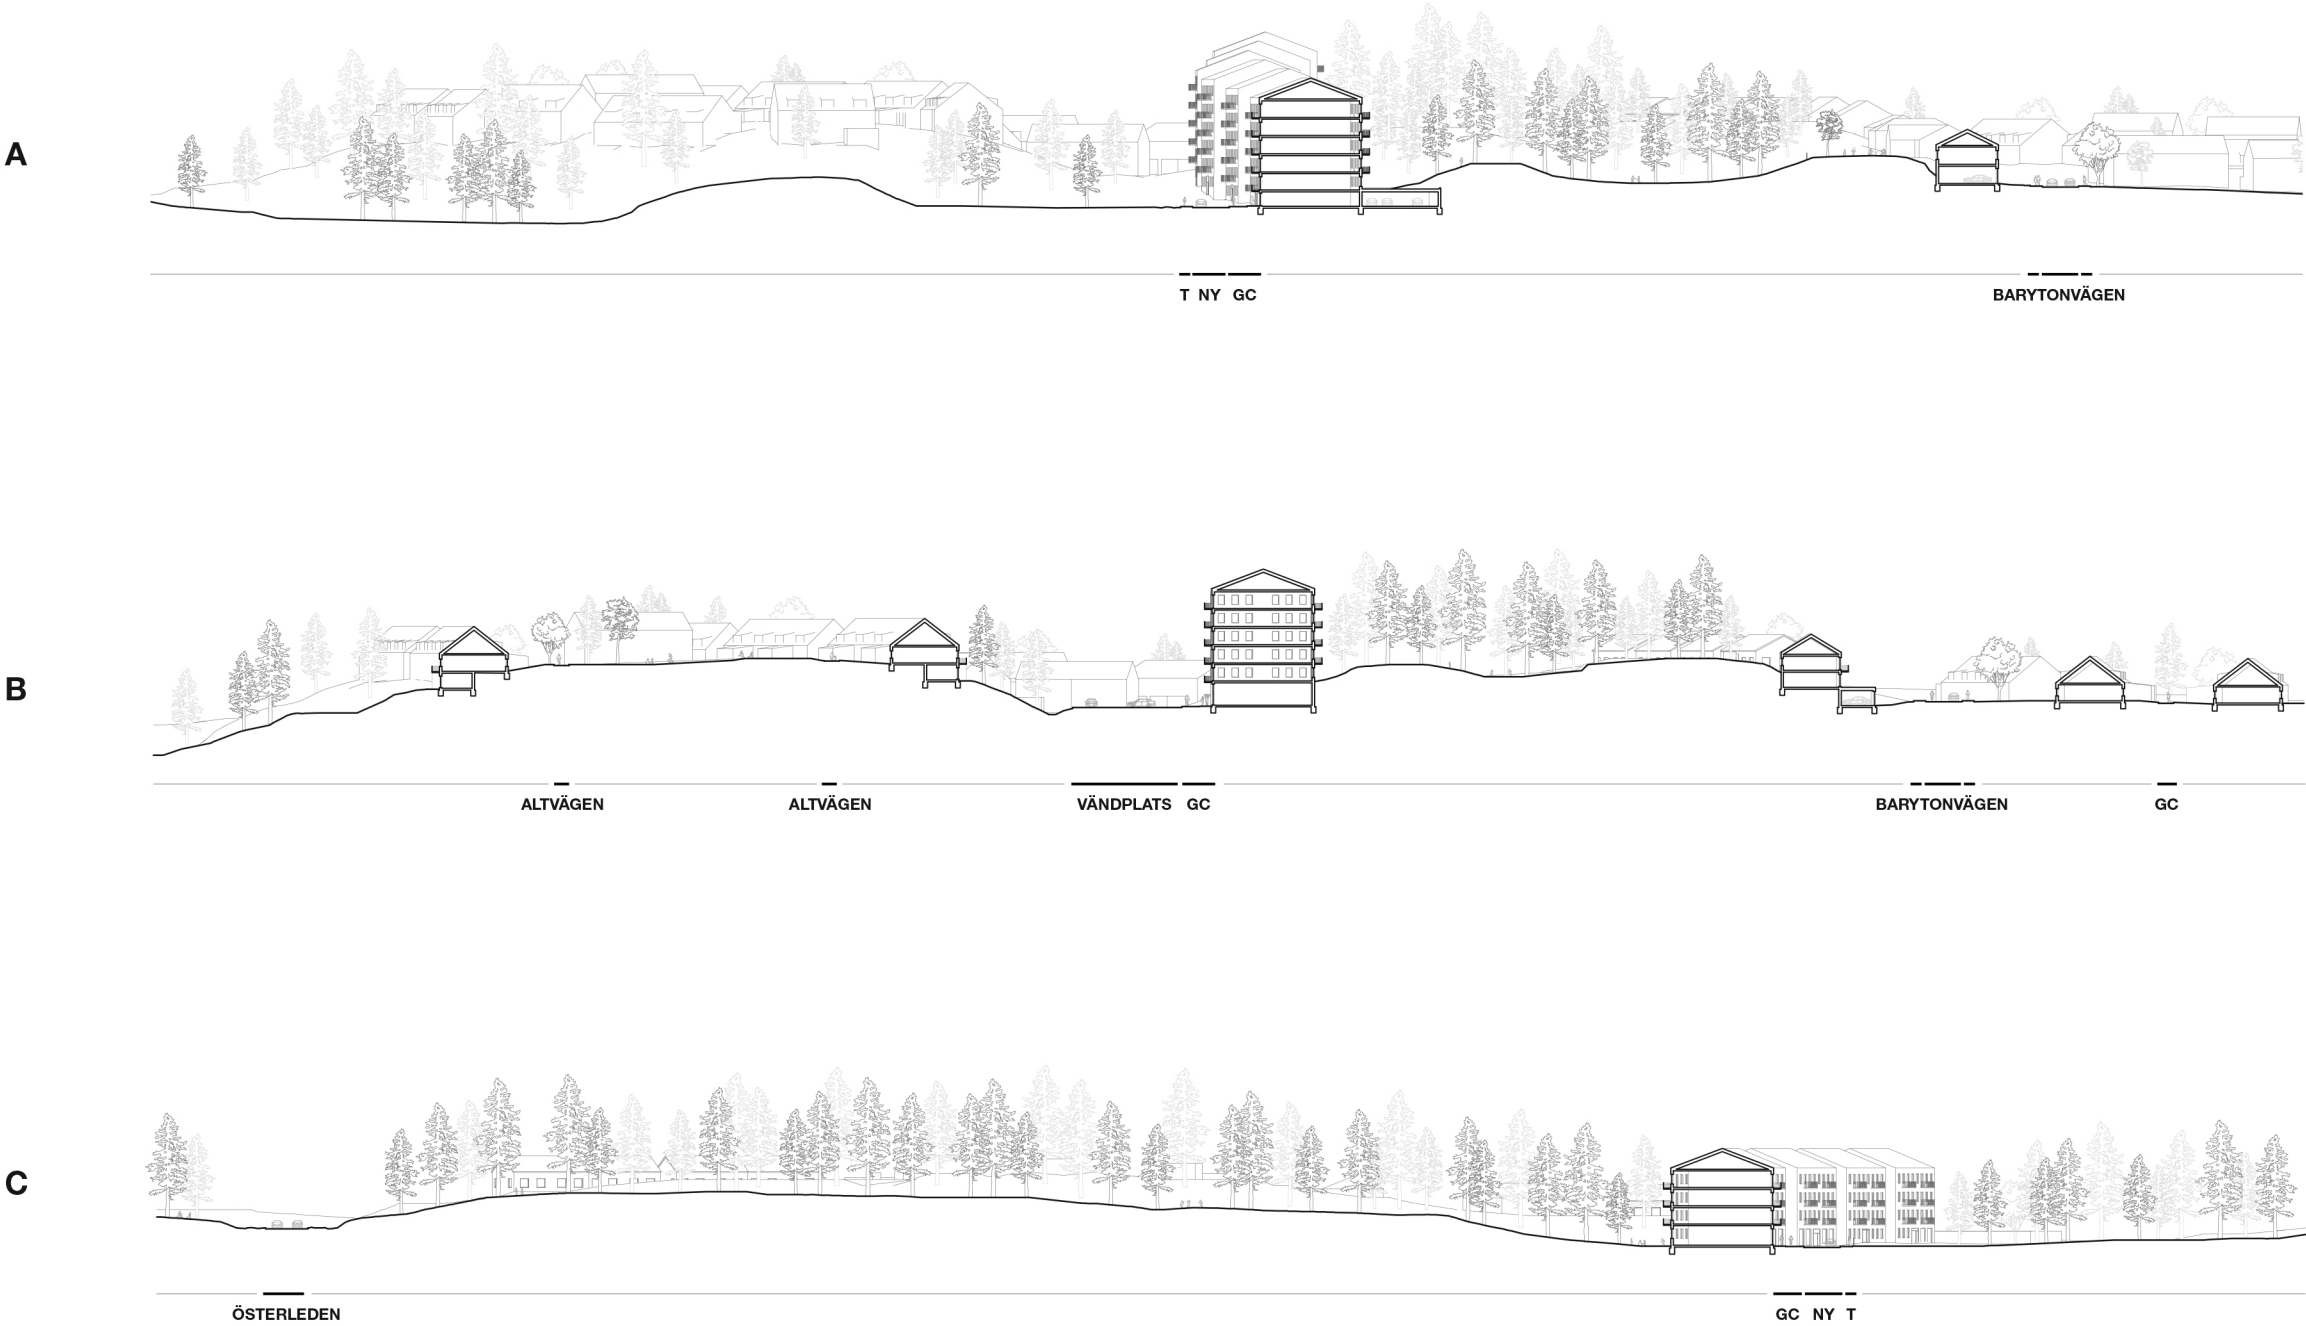 A
T NY GC
BARYTONVÄGEN
B
ALTVÄGEN
ALTVÄGEN
VÄNDPLATS GC
BARYTONVÄGEN
GC
C
ÖSTERLEDEN
GC NY T